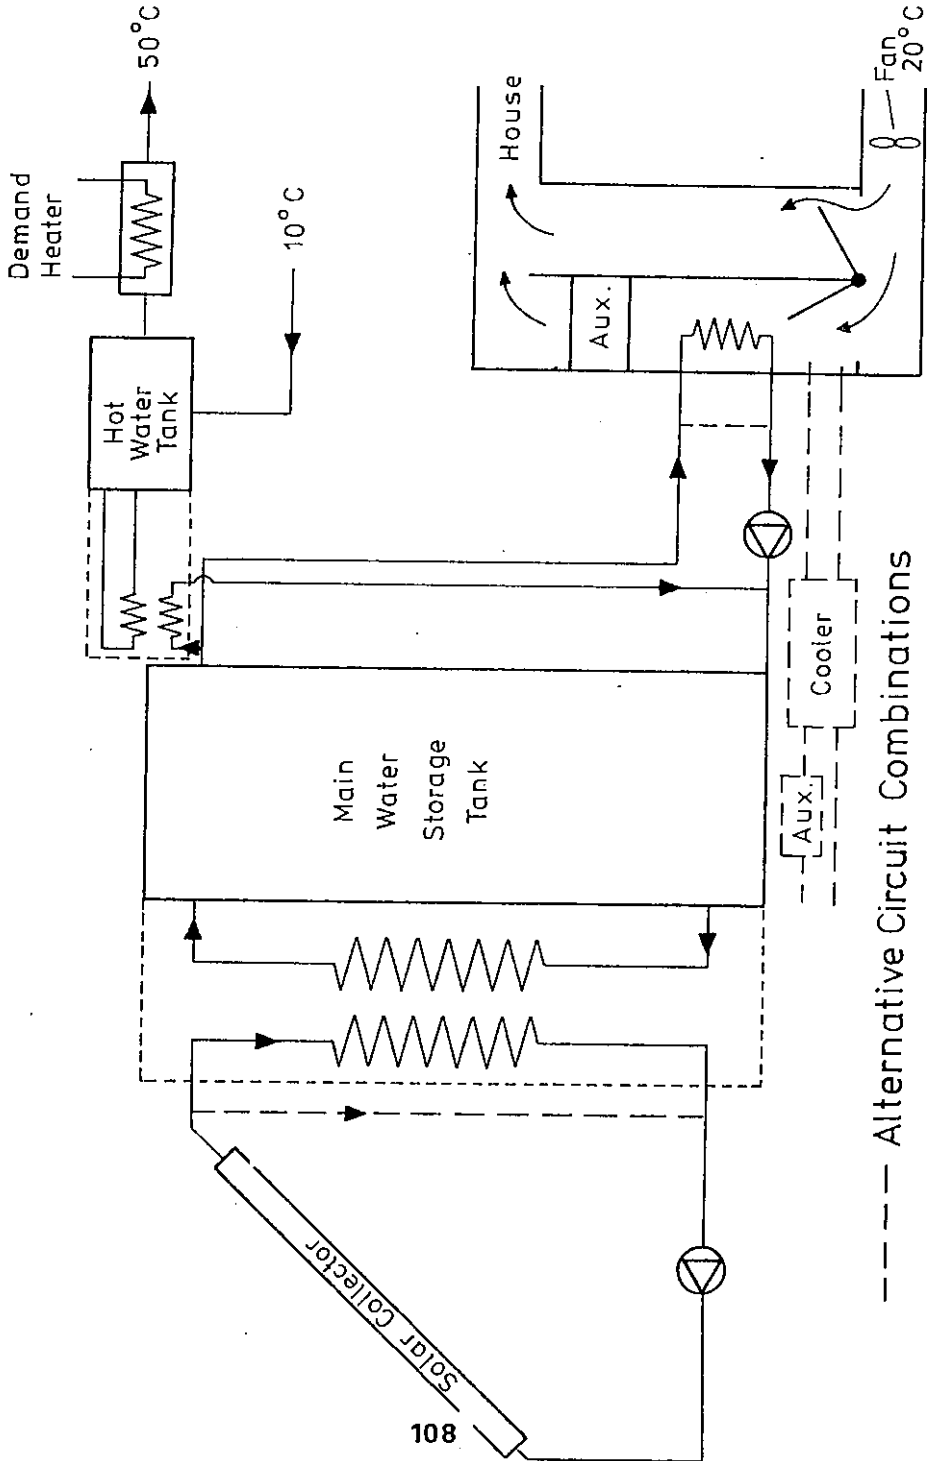 Demand
Heater
50°C
Hot
Water
Tank
10°C
House
Aux.
Fan
20°C
Main
Water
Storage
Tank
Solar Collector
Cooler
Aux.
--- Alternative Circuit Combinations
108